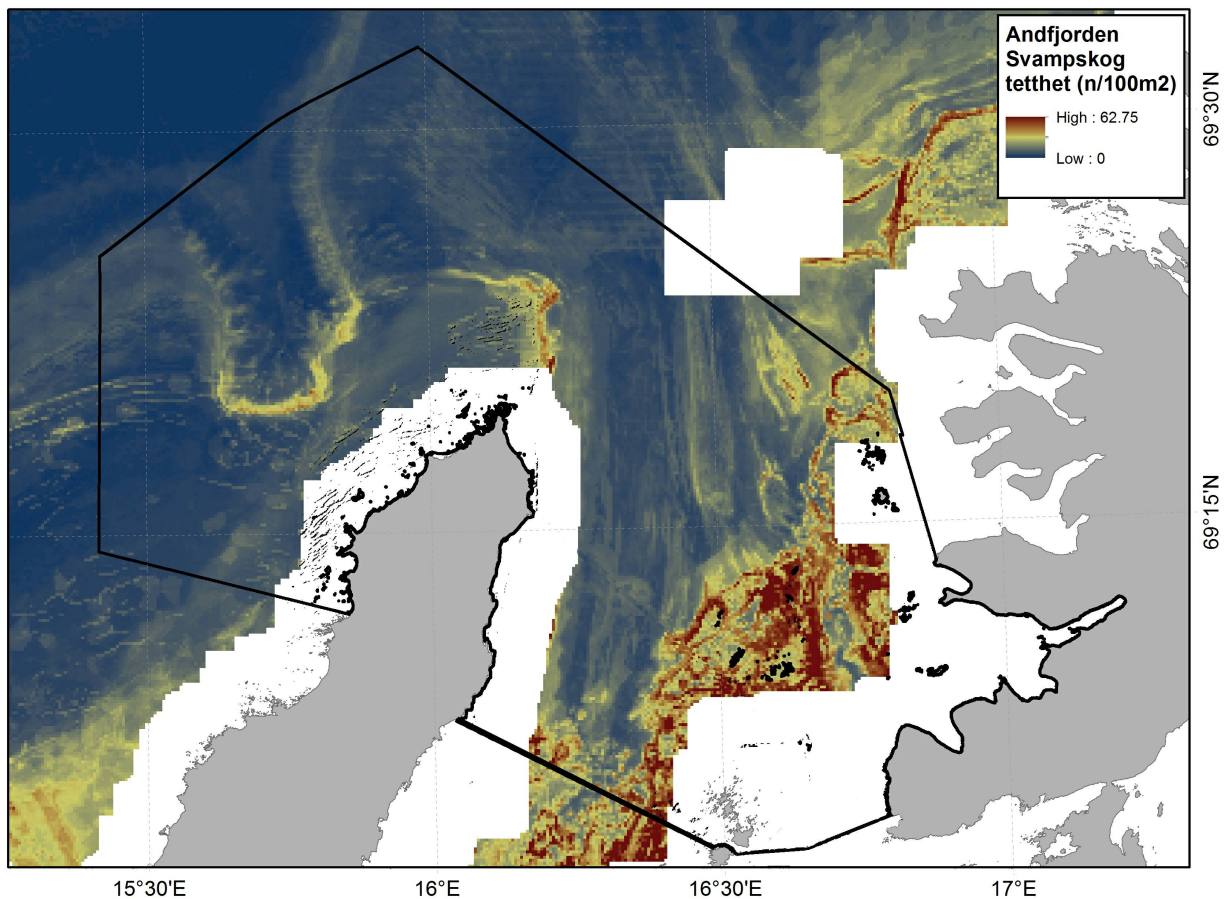 Andfjorden
Svampskog
tetthet (n/100m2)
High : 62.75
Low : 0
69°30'N
69°15'N
15°30'E
16°E
16°30'E
17°E